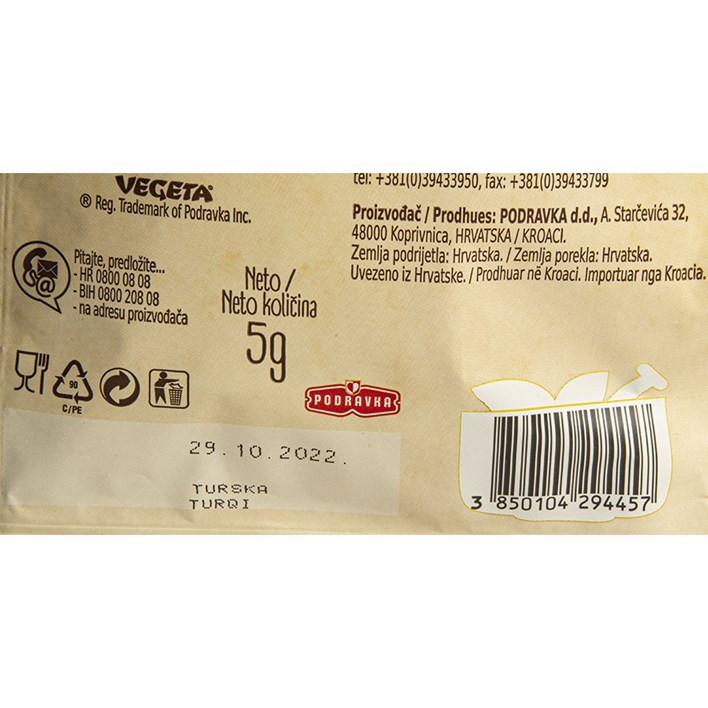 VEGETA®
® Reg. Trademark of Podravka Inc.
Pitajte, predložite...
- HR 0800 08 08
- BIH 0800 208 08
- na adresu proizvođača
Neto /
Neto količina
5g
90
C/PE
PODRAVKA
29.10.2022.
TURSKA
TURQI
tel: +381(0)39433950, fax: +381(0)39433799
Proizvođač / Prodhues: PODRAVKA d.d., A. Starčevića 32,
48000 Koprivnica, HRVATSKA / KROACI.
Zemlja podrijetla: Hrvatska. / Zemlja porekla: Hrvatska.
Uvezeno iz Hrvatske. / Prodhuar në Kroaci. Importuar nga Kroacia.
3 850104 294457